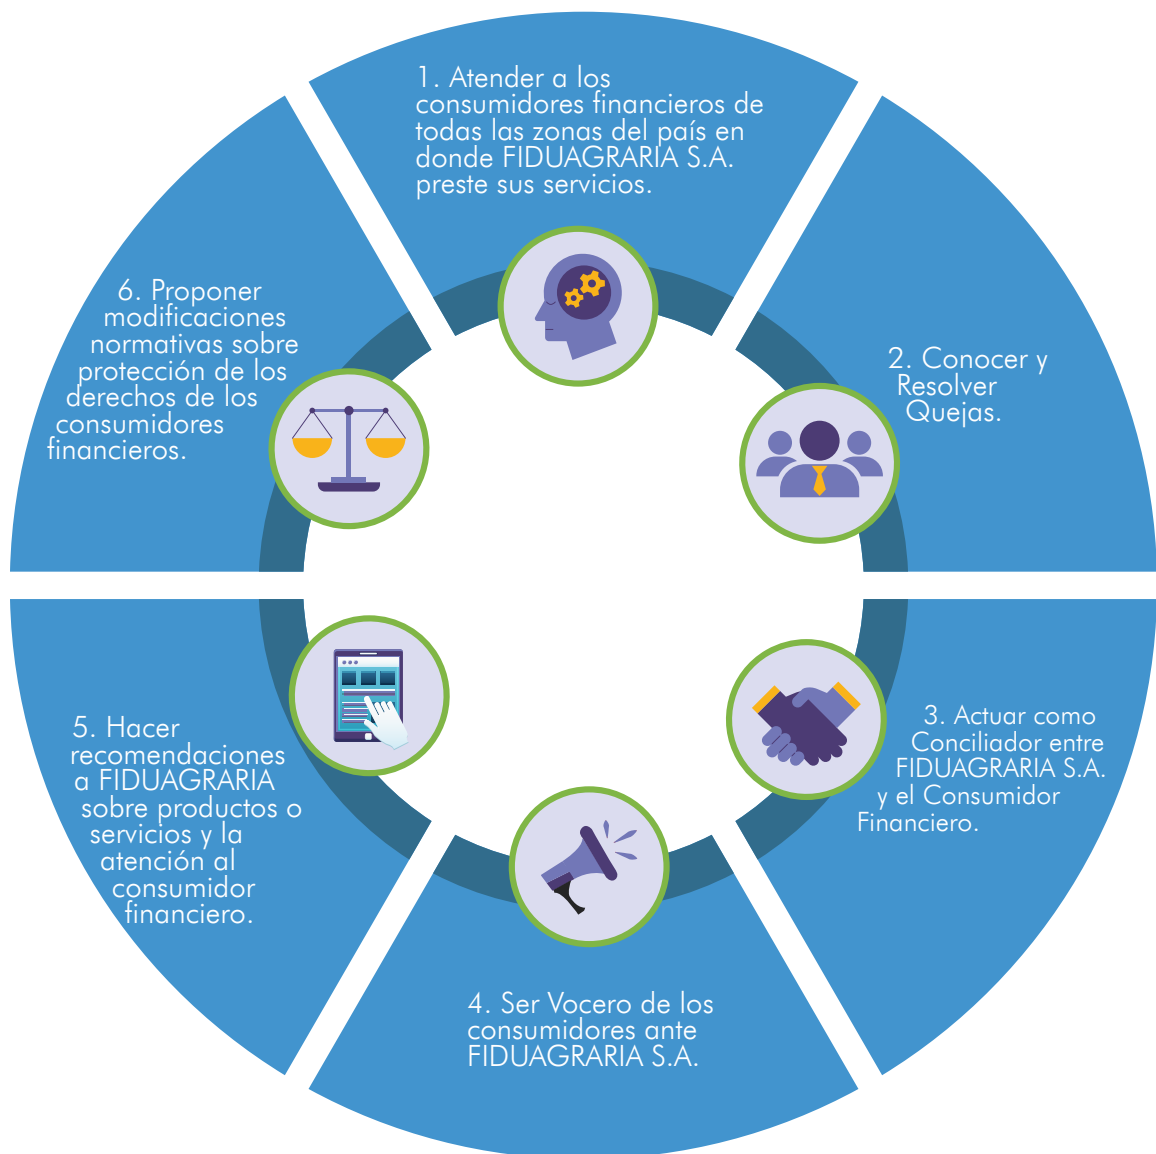 1. Atender a los
consumidores financieros de
todas las zonas del país en
donde FIDUAGRARIA S.A.
preste sus servicios.
2. Conocer y
Resolver
Quejas.
3. Actuar como
Conciliador entre
FIDUAGRARIA S.A.
y el Consumidor
Financiero.
4. Ser Vocero de los
consumidores ante
FIDUAGRARIA S.A.
5. Hacer
recomendaciones
a FIDUAGRARIA
sobre productos o
servicios y la
atención al
consumidor
financiero.
6. Proponer
modificaciones
normativas sobre
protección de los
derechos de los
consumidores
financieros.